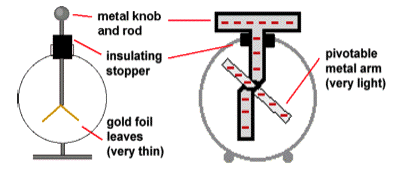 metal knob
and rod
insulating
stopper
pivotable
metal arm
(very light)
gold foil
leaves
(very thin)